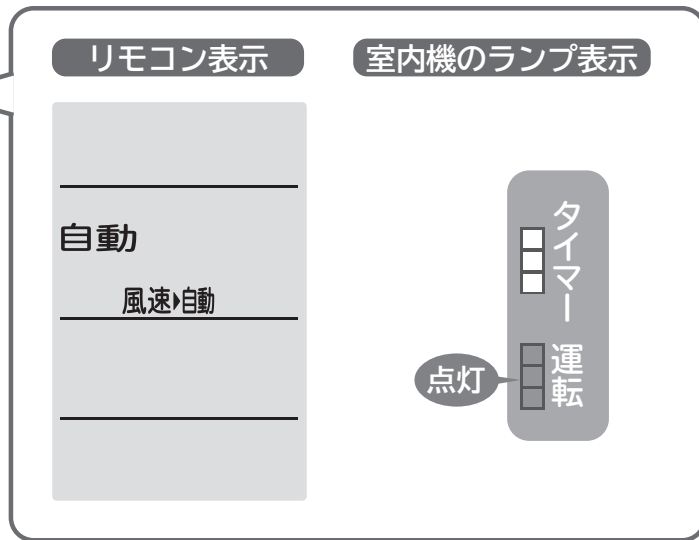 リモコン表示
室内機のランプ表示
自動
風速▸自動
タイマー
運転
点灯